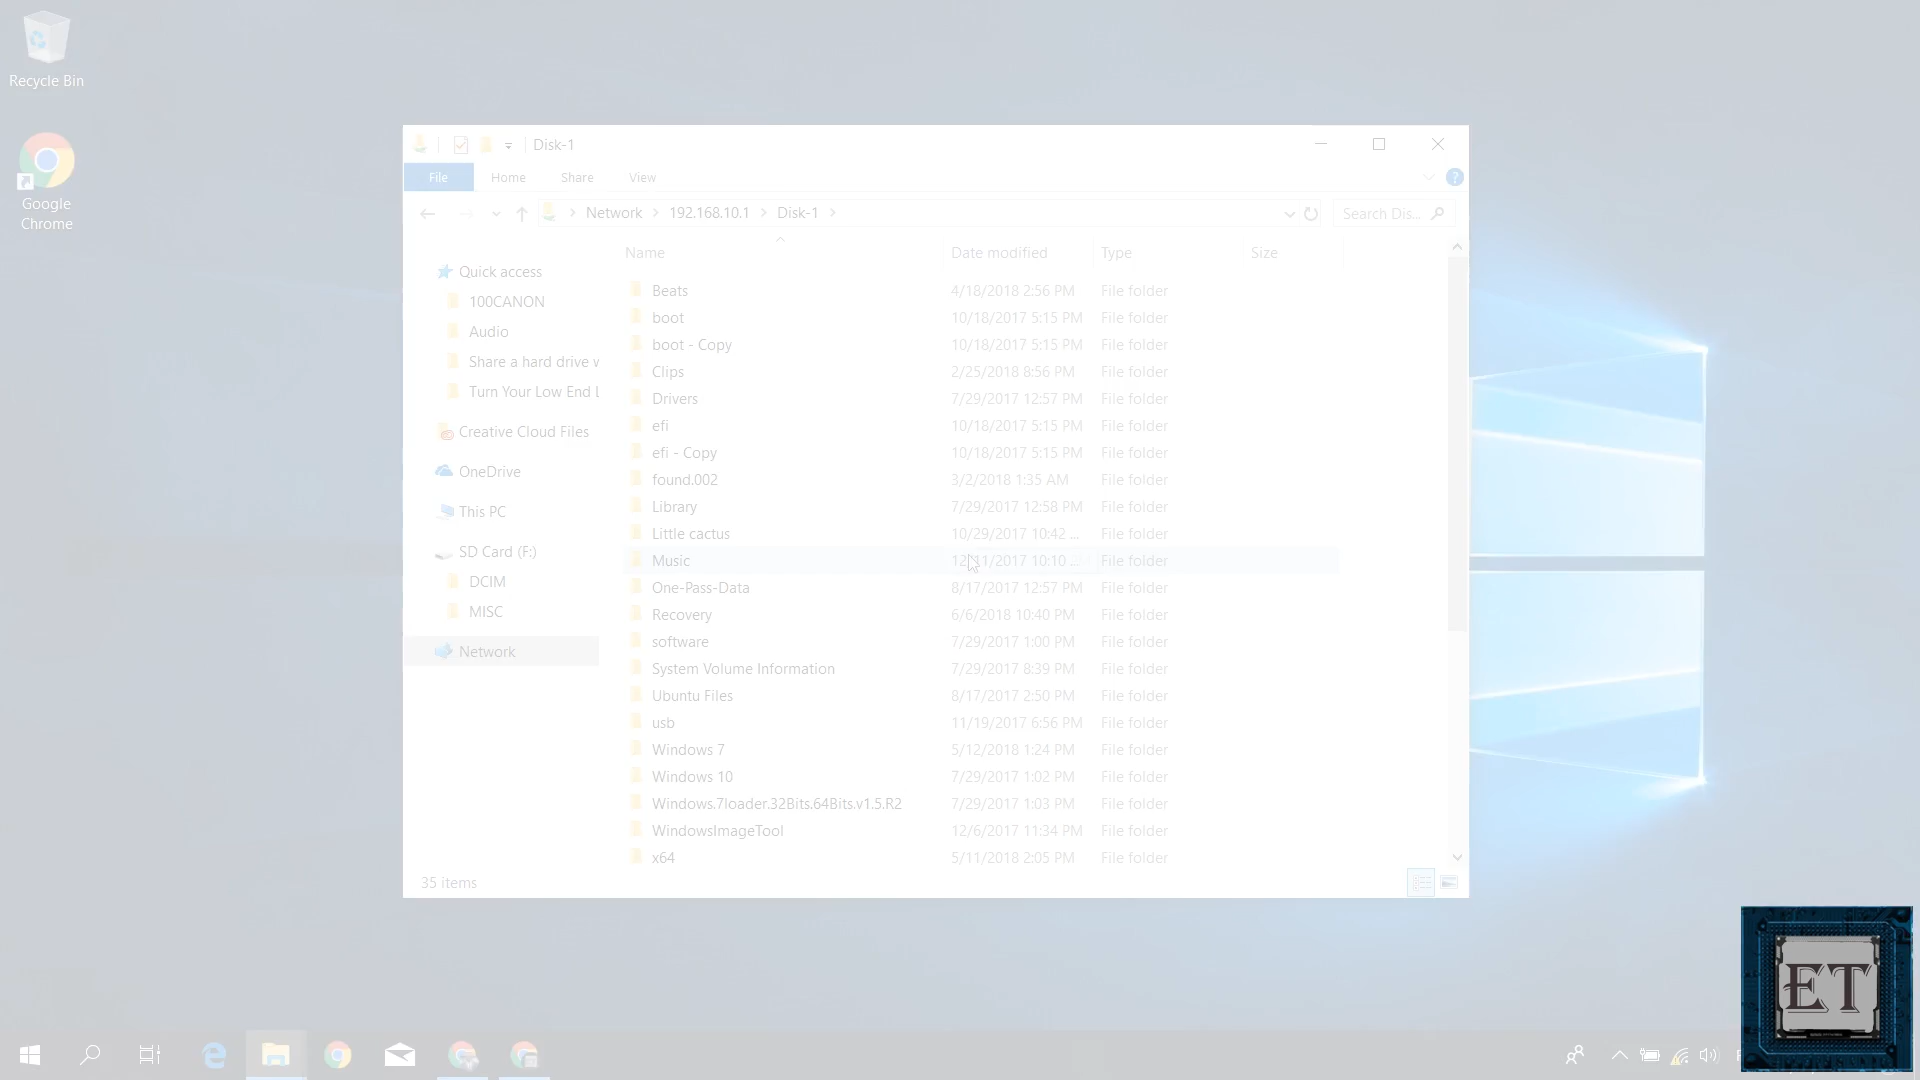 Recycle Bin
Google
Chrome
Disk-1
File Home Share View
Network 192.168.10.1 Disk-1
Search Dis...
Name Date modified Type Size
Quick access
100CANON
Audio
Share a hard drive v
Turn Your Low End L
Creative Cloud Files
OneDrive
This PC
SD Card (F:)
DCIM
MISC
Network
Beats 4/18/2018 2:56 PM File folder
boot 10/18/2017 5:15 PM File folder
boot - Copy 10/18/2017 5:15 PM File folder
Clips 2/25/2018 8:56 PM File folder
Drivers 7/29/2017 12:57 PM File folder
efi 10/18/2017 5:15 PM File folder
efi - Copy 10/18/2017 5:15 PM File folder
found.002 3/2/2018 1:35 AM File folder
Library 7/29/2017 12:58 PM File folder
Little cactus 10/29/2017 10:42 ... File folder
Music 12/11/2017 10:10 ... File folder
One-Pass-Data 8/17/2017 12:57 PM File folder
Recovery 6/6/2018 10:40 PM File folder
software 7/29/2017 1:00 PM File folder
System Volume Information 7/29/2017 8:39 PM File folder
Ubuntu Files 8/17/2017 2:50 PM File folder
usb 11/19/2017 6:56 PM File folder
Windows 7 5/12/2018 1:24 PM File folder
Windows 10 7/29/2017 1:02 PM File folder
Windows.7loader.32Bits.64Bits.v1.5.R2 7/29/2017 1:03 PM File folder
WindowsImageTool 12/6/2017 11:34 PM File folder
x64 5/11/2018 2:05 PM File folder
35 items
ET